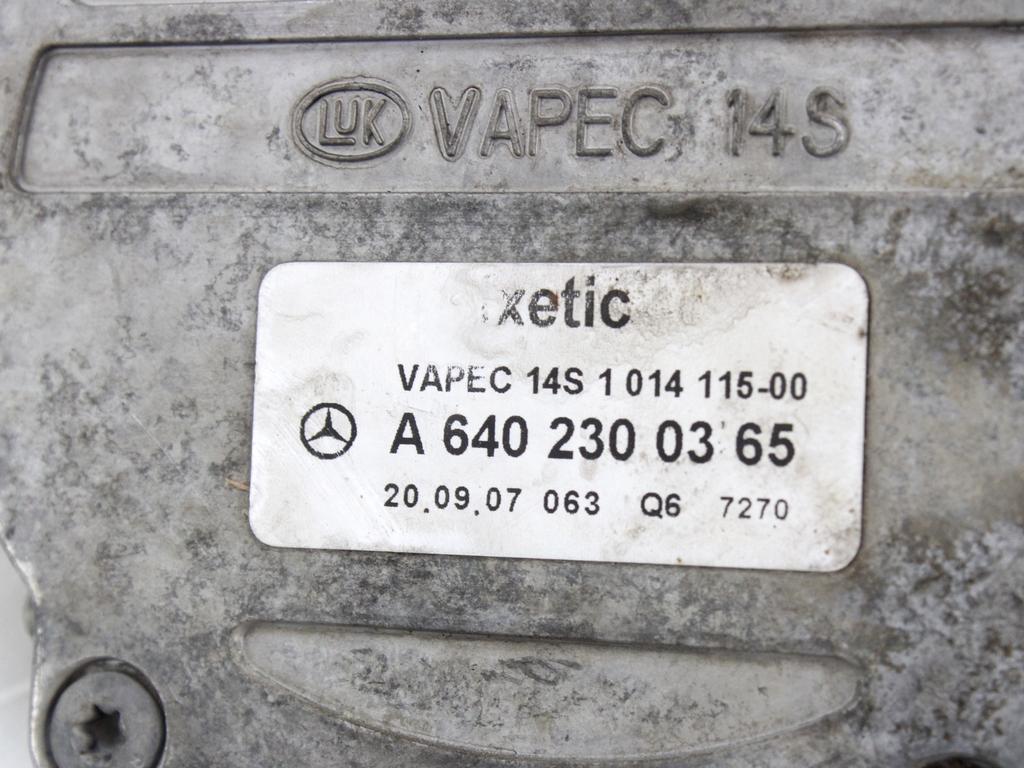 LUK VAPEC 14S
xetic
VAPEC 14S 1 014 115-00
A 640 230 03 65
20.09.07 063 Q6 7270